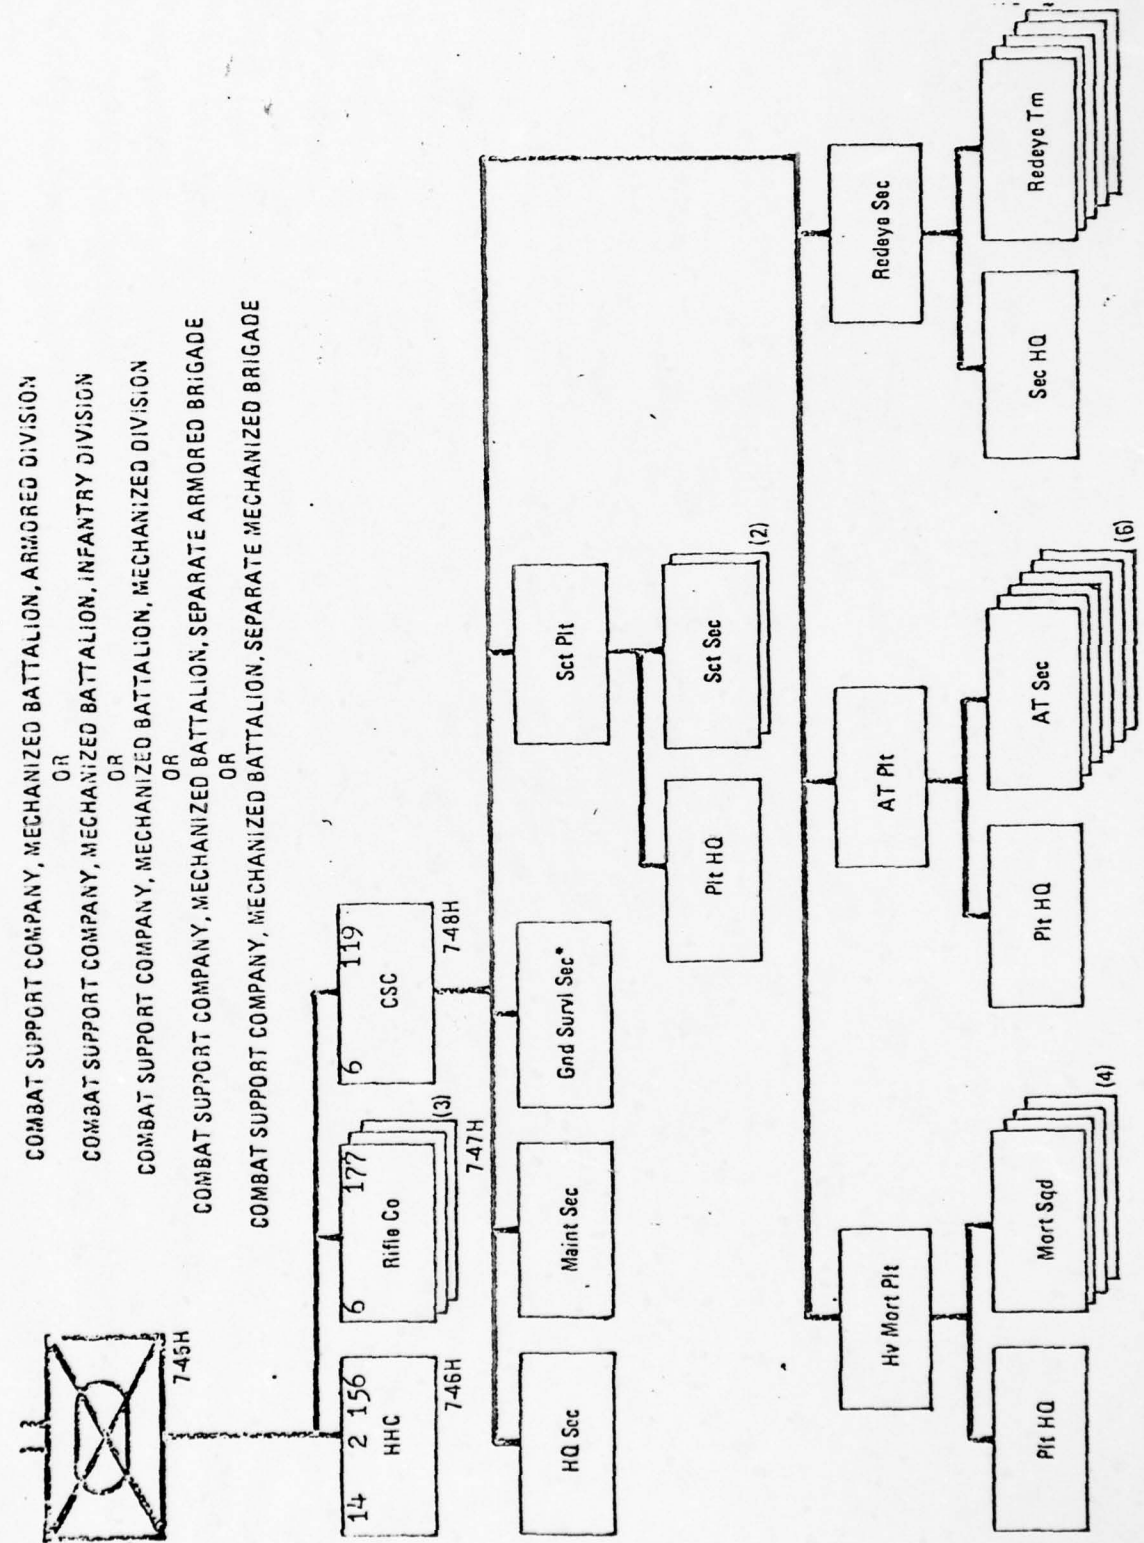 COMBAT SUPPORT COMPANY, MECHANIZED BATTALION, ARMORED DIVISION
OR
COMBAT SUPPORT COMPANY, MECHANIZED BATTALION, INFANTRY DIVISION
OR
COMBAT SUPPORT COMPANY, MECHANIZED BATTALION, MECHANIZED DIVISION
OR
COMBAT SUPPORT COMPANY, MECHANIZED BATTALION, SEPARATE ARMORED BRIGADE
OR
COMBAT SUPPORT COMPANY, MECHANIZED BATTALION, SEPARATE MECHANIZED BRIGADE
7-45H
14 2 156
HHC
7-46H
6 177
Rifle Co
(3)
7-47H
6 119
CSC
7-48H
HQ Sec
Maint Sec
Gnd Survl Sec*
Sct Plt
Plt HQ
Sct Sec
(2)
Hv Mort Plt
Plt HQ
Mort Sqd
(4)
AT Plt
Plt HQ
AT Sec
(6)
Redeye Sec
Sec HQ
Redeye Tm